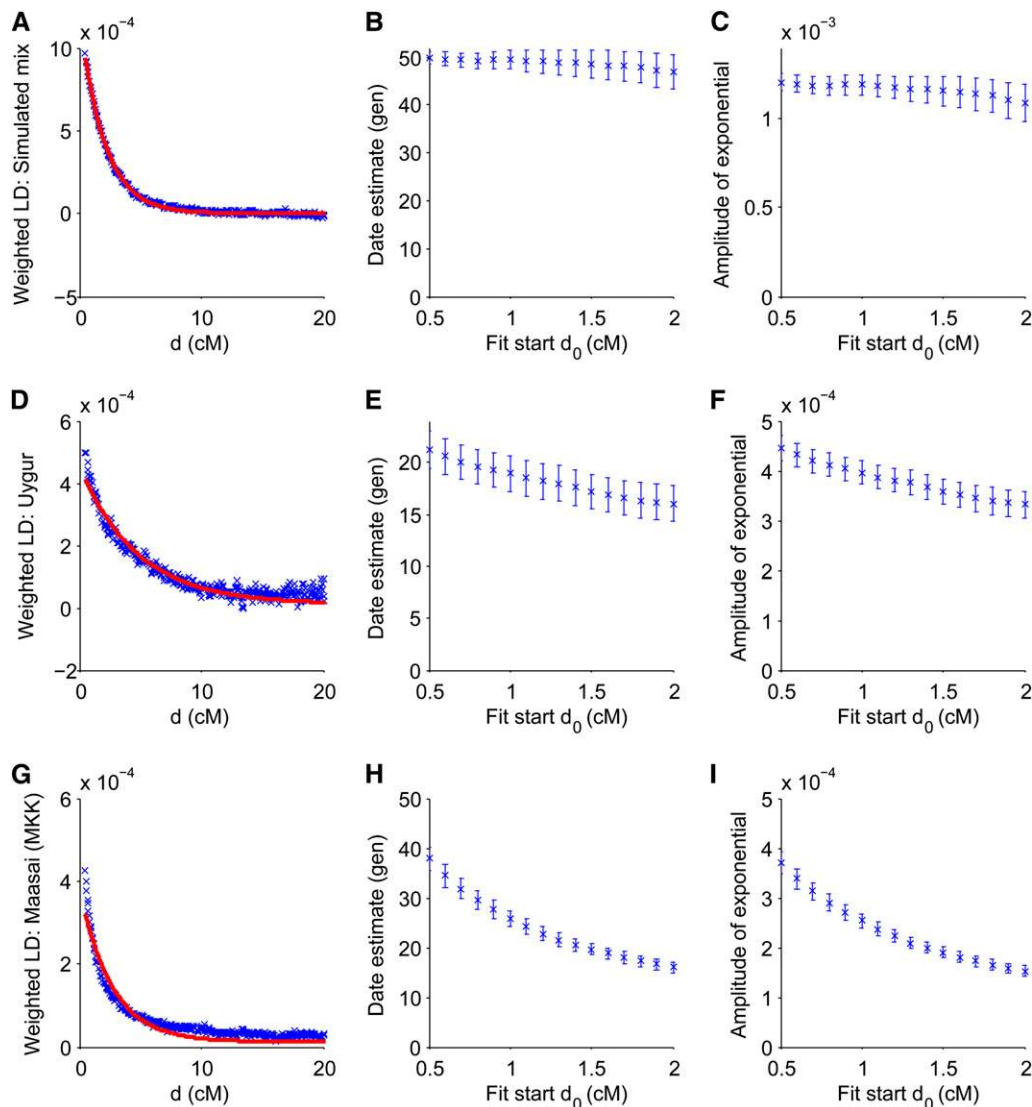 A
x 10⁻⁴
10
5
0
−5
0
10
20
Weighted LD: Simulated mix
d (cM)
B
50
40
30
20
10
0
0.5
1
1.5
2
Date estimate (gen)
Fit start d₀ (cM)
C
x 10⁻³
1
0.5
0
0.5
1
1.5
2
Amplitude of exponential
Fit start d₀ (cM)
D
x 10⁻⁴
6
4
2
0
−2
0
10
20
Weighted LD: Uygur
d (cM)
E
20
15
10
5
0
0.5
1
1.5
2
Date estimate (gen)
Fit start d₀ (cM)
F
x 10⁻⁴
5
4
3
2
1
0
0.5
1
1.5
2
Amplitude of exponential
Fit start d₀ (cM)
G
x 10⁻⁴
6
4
2
0
0
10
20
Weighted LD: Maasai (MKK)
d (cM)
H
50
40
30
20
10
0
0.5
1
1.5
2
Date estimate (gen)
Fit start d₀ (cM)
I
x 10⁻⁴
5
4
3
2
1
0
0.5
1
1.5
2
Amplitude of exponential
Fit start d₀ (cM)